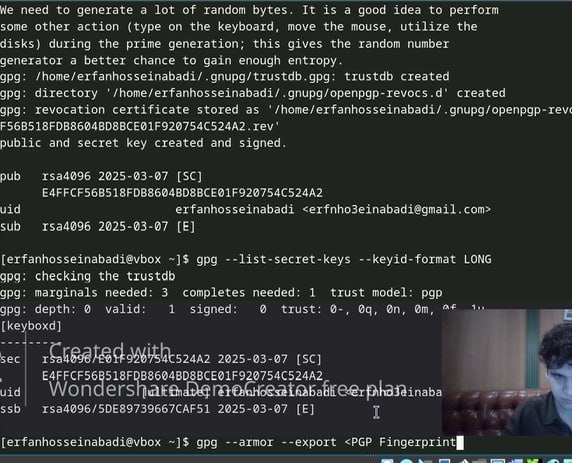 We need to generate a lot of random bytes. It is a good idea to perform
some other action (type on the keyboard, move the mouse, utilize the
disks) during the prime generation; this gives the random number
generator a better chance to gain enough entropy.
gpg: /home/erfanhosseinabadi/.gnupg/trustdb.gpg: trustdb created
gpg: directory '/home/erfanhosseinabadi/.gnupg/openpgp-revocs.d' created
gpg: revocation certificate stored as '/home/erfanhosseinabadi/.gnupg/openpgp-revo
F56B518FDB8604BD8BCE01F920754C524A2.rev'
public and secret key created and signed.
pub rsa4096 2025-03-07 [SC]
E4FFCF56B518FDB8604BD8BCE01F920754C524A2
uid erfanhosseinabadi <erfnho3einabadi@gmail.com>
sub rsa4096 2025-03-07 [E]
[erfanhosseinabadi@vbox ~]$ gpg --list-secret-keys --keyid-format LONG
gpg: checking the trustdb
gpg: marginals needed: 3 completes needed: 1 trust model: pgp
gpg: depth: 0 valid: 1 signed: 0 trust: 0-, 0q, 0n, 0m, 0f, 1u
[keyboxd]
---------
Created with
sec rsa4096/E01F920754C524A2 2025-03-07 [SC]
E4FFCF56B518FDB8604BD8BCE01F920754C524A2
Wondershare DemoCreator free plan
uid [ultimate] erfanhosseinabadi <erfnho3einaba
ssb rsa4096/5DE89739667CAF51 2025-03-07 [E]
[erfanhosseinabadi@vbox ~]$ gpg --armor --export <PGP Fingerprint